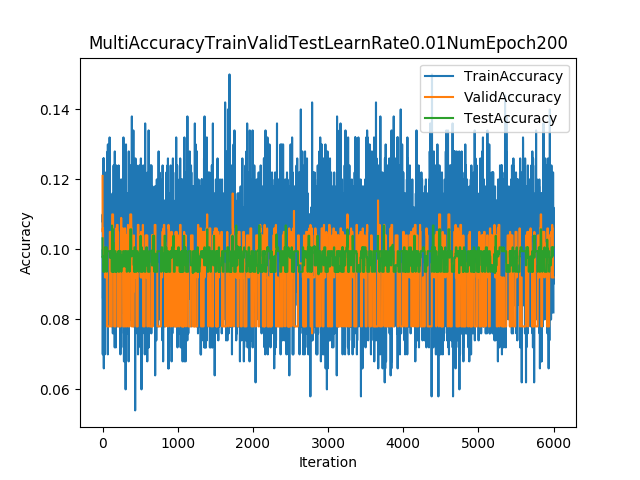 MultiAccuracyTrainValidTestLearnRate0.01NumEpoch200
TrainAccuracy
ValidAccuracy
TestAccuracy
Accuracy
0.14
0.12
0.10
0.08
0.06
0 1000 2000 3000 4000 5000 6000
Iteration